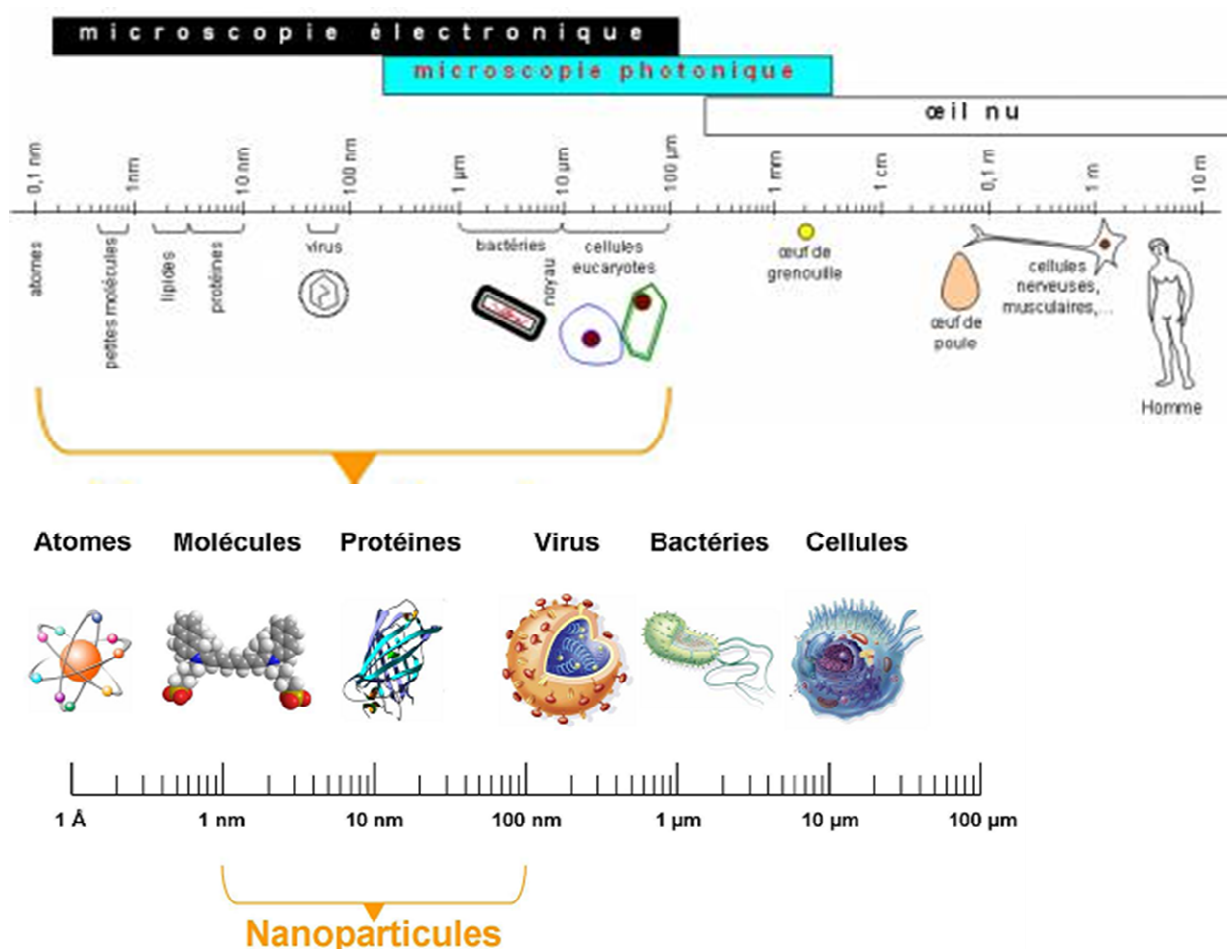 microscopie électronique
microscopie photonique
œil nu
0,1 nm
1 nm
10 nm
100 nm
1 µm
10 µm
100 µm
1 mm
1 cm
0,1 m
1 m
10 m
atomes
petites molécules
lipides
protéines
virus
bactéries
noyau
cellules
eucaryotes
œuf de
grenouille
œuf de
poule
cellules
nerveuses,
musculaires,...
Homme
Atomes Molécules Protéines Virus Bactéries Cellules
1 Å 1 nm 10 nm 100 nm 1 µm 10 µm 100 µm
Nanoparticules